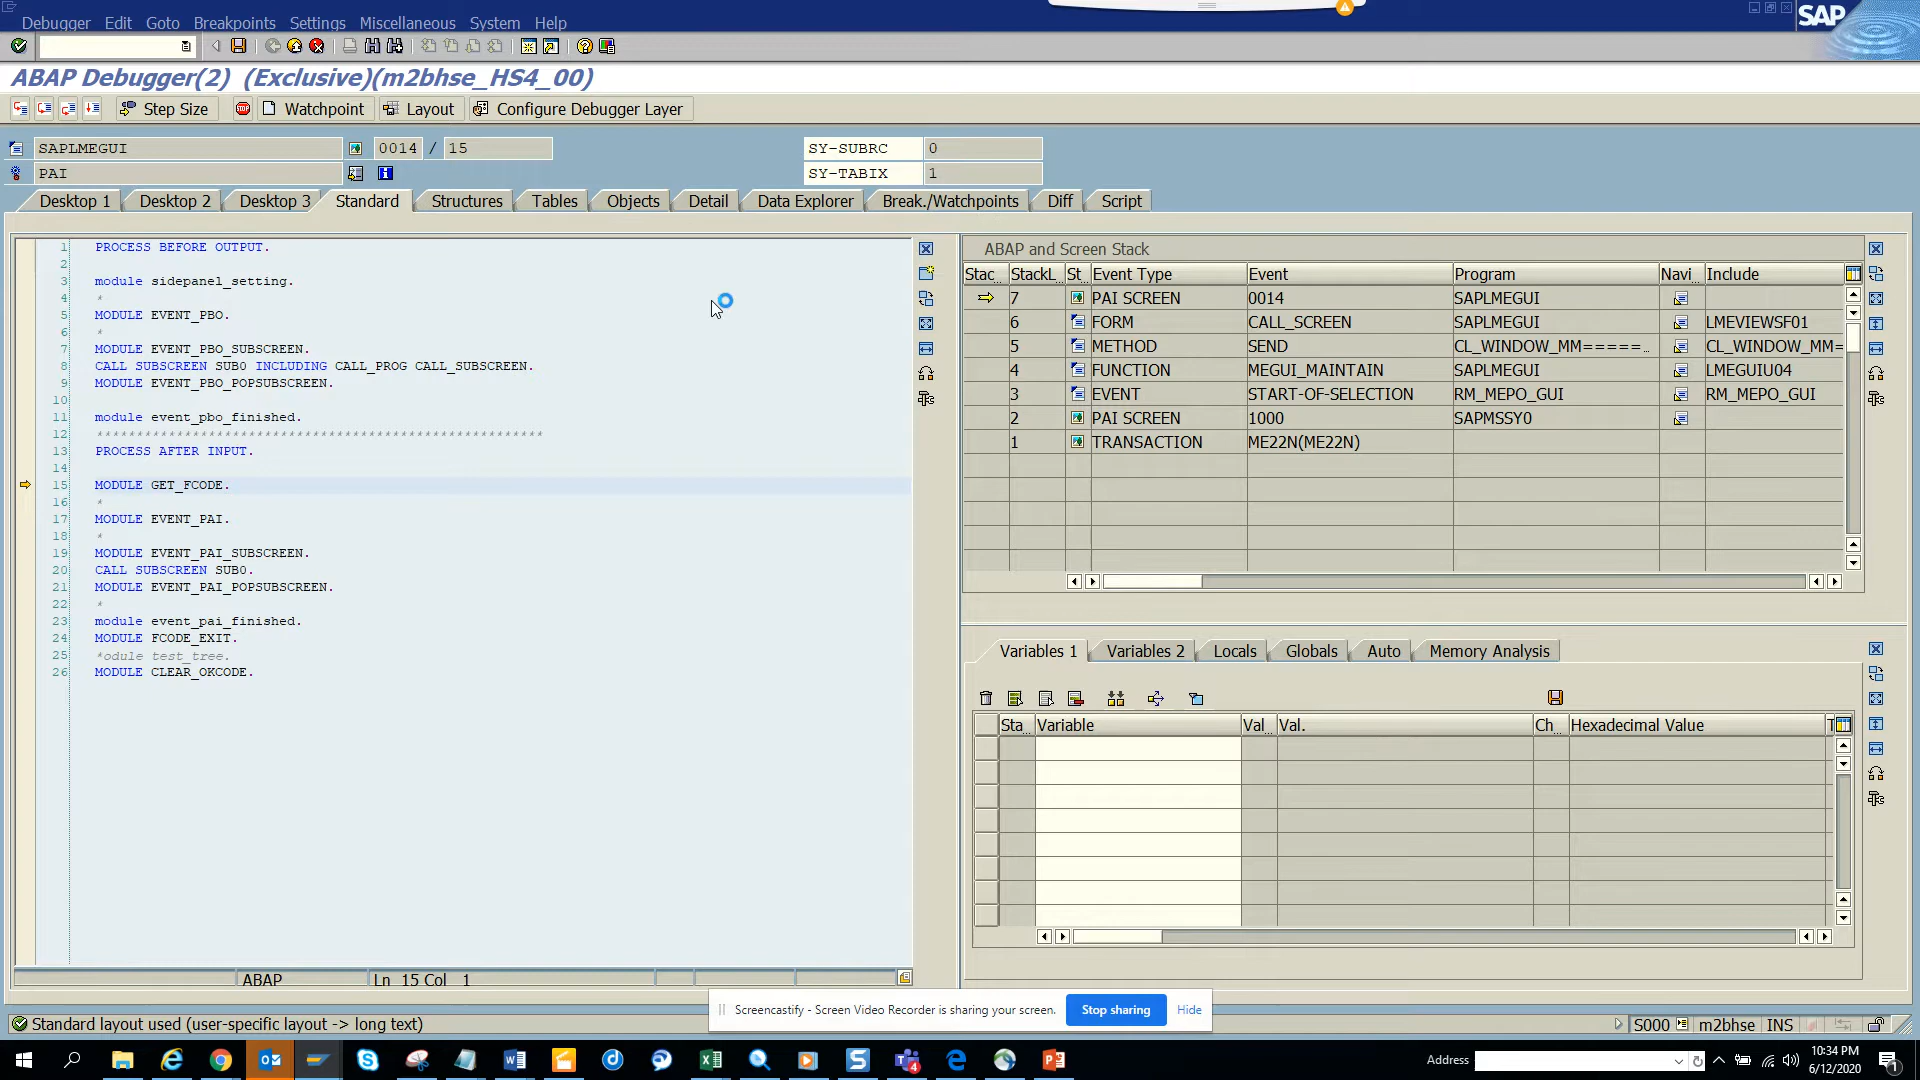 Debugger Edit Goto Breakpoints Settings Miscellaneous System Help
SAP
ABAP Debugger(2) (Exclusive)(m2bhse_HS4_00)
Step Size Watchpoint Layout Configure Debugger Layer
SAPLMEGUI 0014 / 15 SY-SUBRC 0
PAI SY-TABIX 1
Desktop 1 Desktop 2 Desktop 3 Standard Structures Tables Objects Detail Data Explorer Break./Watchpoints Diff Script
1 PROCESS BEFORE OUTPUT.
2
3 module sidepanel_setting.
4 *
5 MODULE EVENT_PBO.
6 *
7 MODULE EVENT_PBO_SUBSCREEN.
8 CALL SUBSCREEN SUB0 INCLUDING CALL_PROG CALL_SUBSCREEN.
9 MODULE EVENT_PBO_POPSUBSCREEN.
10
11 module event_pbo_finished.
12 ********************************************************
13 PROCESS AFTER INPUT.
14
15 MODULE GET_FCODE.
16 *
17 MODULE EVENT_PAI.
18 *
19 MODULE EVENT_PAI_SUBSCREEN.
20 CALL SUBSCREEN SUB0.
21 MODULE EVENT_PAI_POPSUBSCREEN.
22 *
23 module event_pai_finished.
24 MODULE FCODE_EXIT.
25 *odule test_tree.
26 MODULE CLEAR_OKCODE.
ABAP Ln 15 Col 1
ABAP and Screen Stack
Stac... StackL... St... Event Type Event Program Navi... Include
7 PAI SCREEN 0014 SAPLMEGUI
6 FORM CALL_SCREEN SAPLMEGUI LMEVIEWSF01
5 METHOD SEND CL_WINDOW_MM=====... CL_WINDOW_MM=
4 FUNCTION MEGUI_MAINTAIN SAPLMEGUI LMEGUIU04
3 EVENT START-OF-SELECTION RM_MEPO_GUI RM_MEPO_GUI
2 PAI SCREEN 1000 SAPMSSY0
1 TRANSACTION ME22N(ME22N)
Variables 1 Variables 2 Locals Globals Auto Memory Analysis
Sta... Variable Val... Val. Ch... Hexadecimal Value T
Screencastify - Screen Video Recorder is sharing your screen. Stop sharing Hide
Standard layout used (user-specific layout -> long text) S000 m2bhse INS
Address 10:34 PM
6/12/2020
4
1